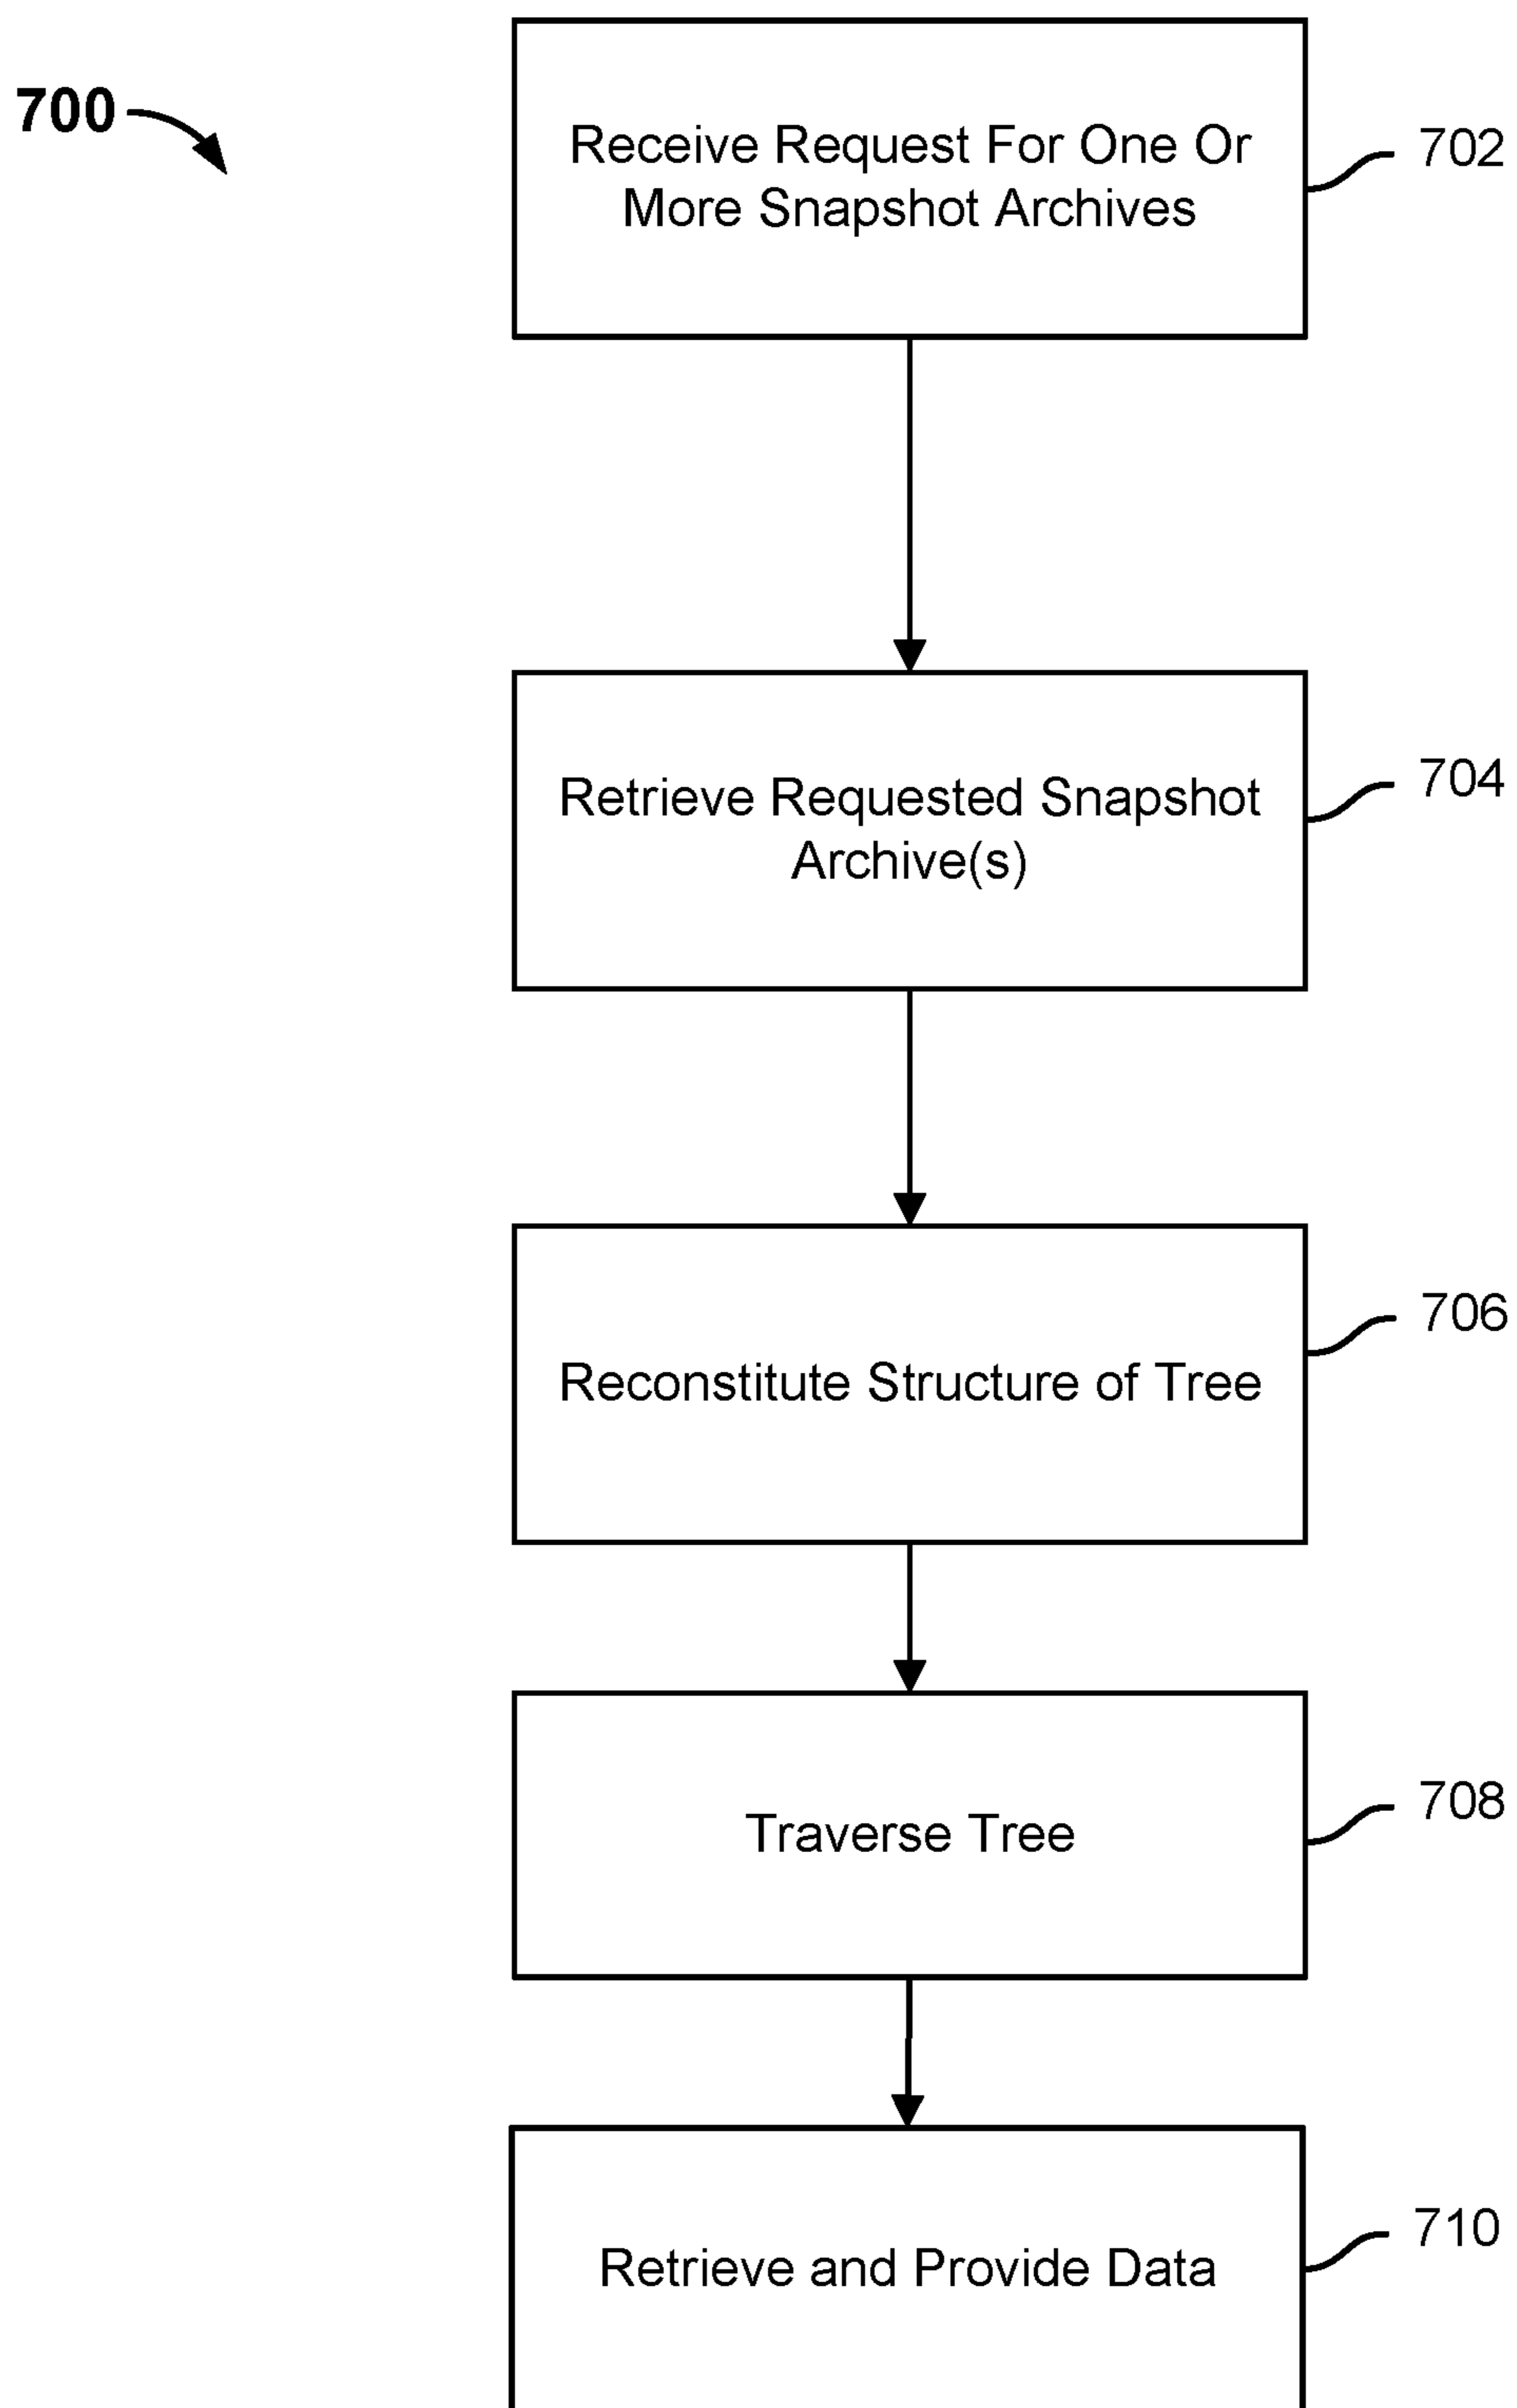 700
Receive Request For One Or
More Snapshot Archives
702
Retrieve Requested Snapshot
Archive(s)
704
Reconstitute Structure of Tree
706
Traverse Tree
708
Retrieve and Provide Data
710